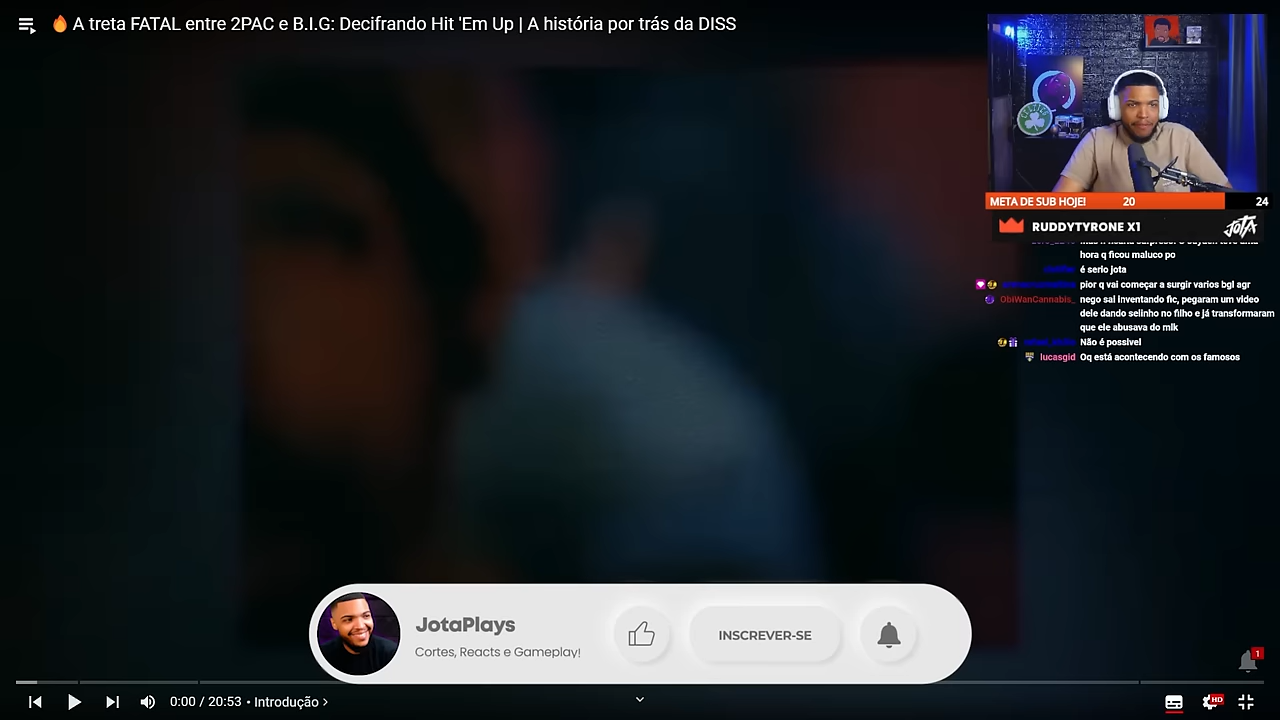 🔥 A treta FATAL entre 2PAC e B.I.G: Decifrando Hit 'Em Up | A história por trás da DISS
META DE SUB HOJE! 20 24
RUDDYTYRONE X1 JOTA
hora q ficou maluco po
é serio jota
pior q vai começar a surgir varios bgl agr
ObiWanCannabis_ nego sai inventando fic, pegaram um video
dele dando selinho no filho e já transformaram
que ele abusava do mlk
Não é possivel
lucasgid Oq está acontecendo com os famosos
JotaPlays
Cortes, Reacts e Gameplay!
INSCREVER-SE
1
0:00 / 20:53 • Introdução >
HD